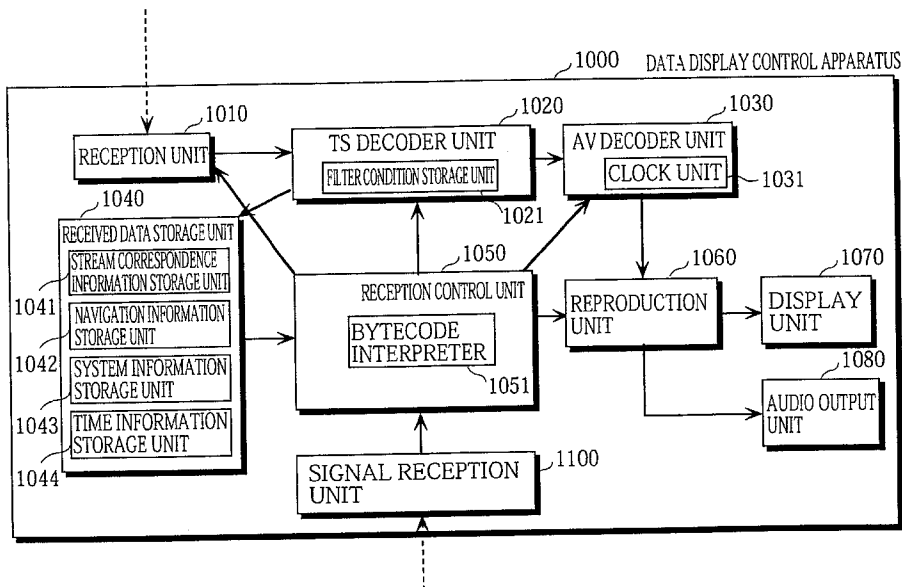 1000
DATA DISPLAY CONTROL APPARATUS
1010
RECEPTION UNIT
1020
TS DECODER UNIT
FILTER CONDITION STORAGE UNIT
1021
1030
AV DECODER UNIT
CLOCK UNIT
1031
1040
RECEIVED DATA STORAGE UNIT
STREAM CORRESPONDENCE
INFORMATION STORAGE UNIT
1041
NAVIGATION INFORMATION
STORAGE UNIT
1042
SYSTEM INFORMATION
STORAGE UNIT
1043
TIME INFORMATION
STORAGE UNIT
1044
1050
RECEPTION CONTROL UNIT
BYTECODE
INTERPRETER
1051
1060
REPRODUCTION
UNIT
1070
DISPLAY
UNIT
1080
AUDIO OUTPUT
UNIT
1100
SIGNAL RECEPTION
UNIT